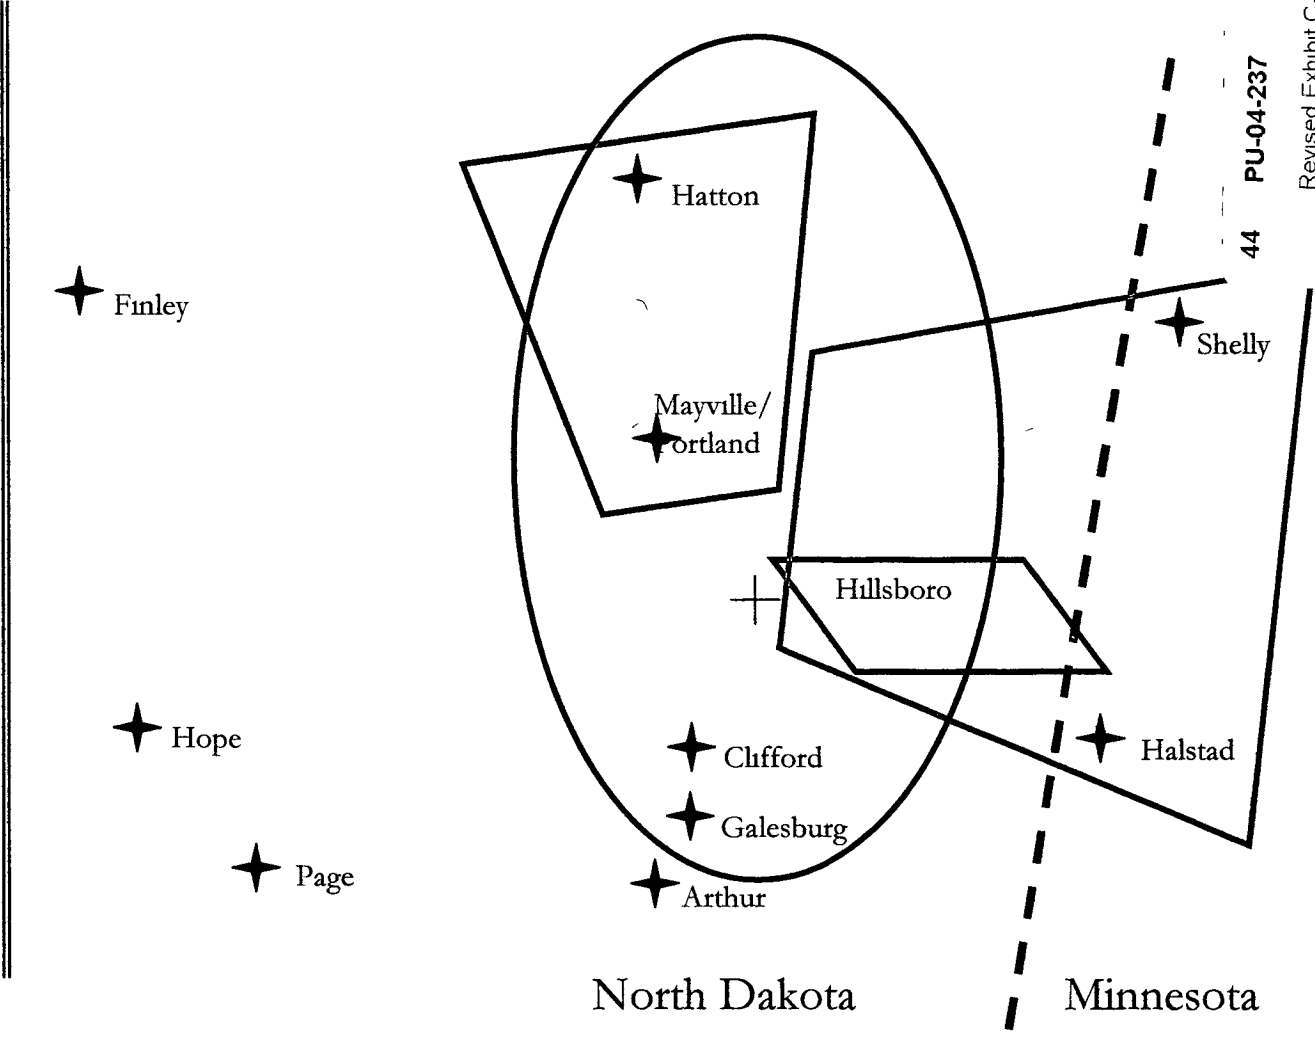 Revised Exhibit C
44 PU-04-237
Hatton
Finley
Shelly
Mayville/
Portland
Hillsboro
Hope
Clifford
Halstad
Galesburg
Page
Arthur
North Dakota
Minnesota